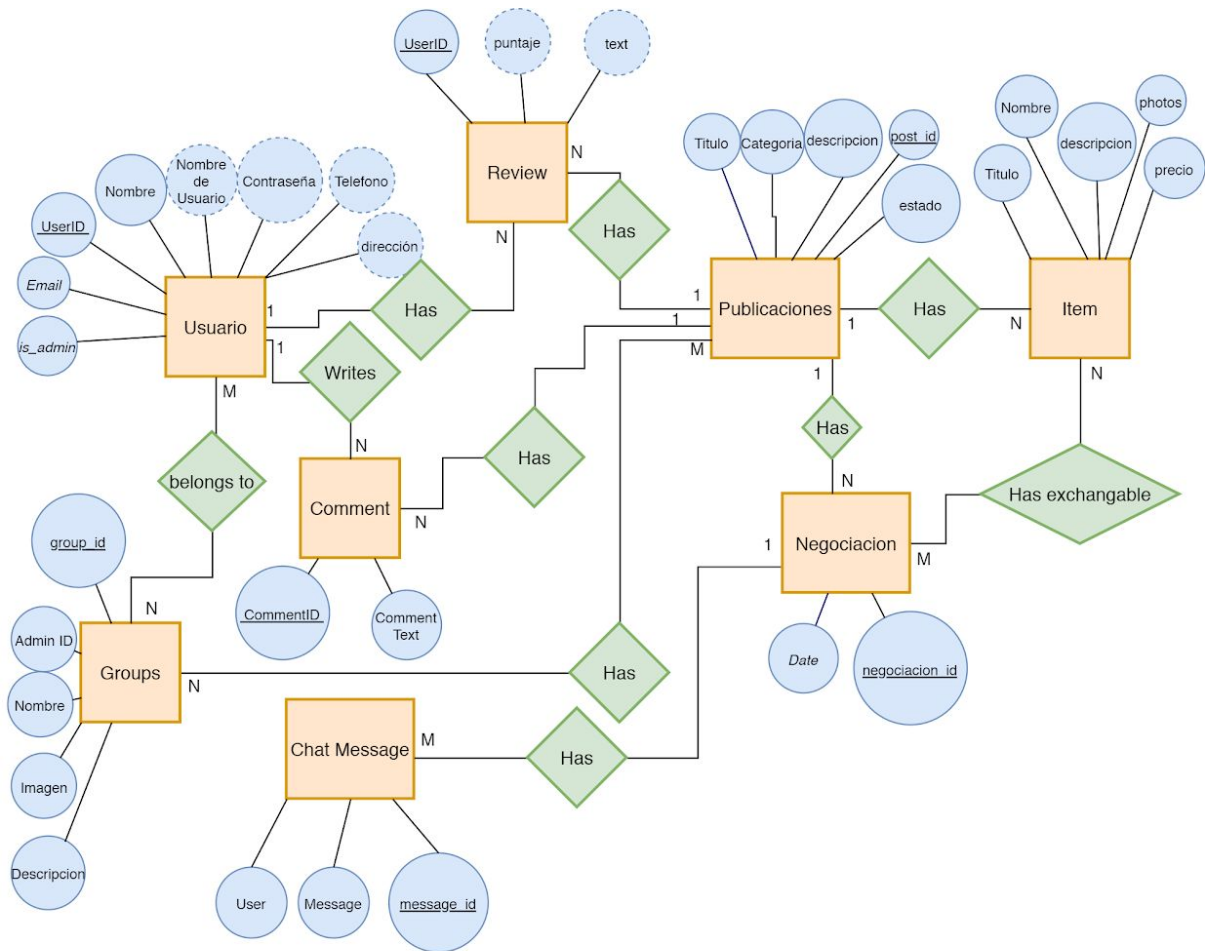 UserID
puntaje
text
Review
N
N
Has
Nombre
Nombre
de
Usuario
Contraseña
Telefono
UserID
dirección
Email
is_admin
Usuario
1
1
M
Has
Writes
belongs to
Titulo
Categoria
descripcion
post_id
estado
Publicaciones
1
1
M
1
1
Has
N
Nombre
photos
descripcion
Titulo
precio
Item
N
Has
N
Has exchangable
Has
N
Comment
CommentID
Comment
Text
N
Negociacion
1
M
Date
negociacion_id
group_id
N
Admin ID
Groups
N
Nombre
Imagen
Descripcion
Has
Chat Message
M
Has
User
Message
message_id